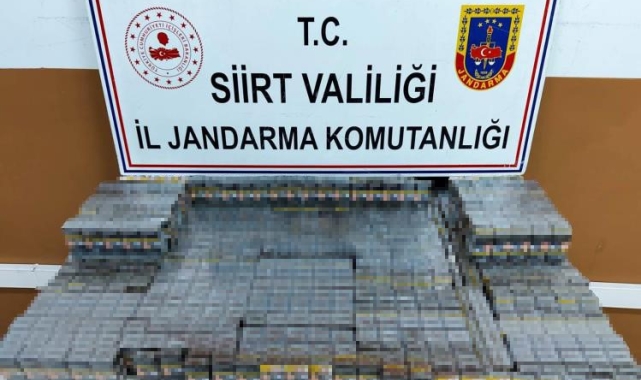 T.C.
SİİRT VALİLİĞİ
İL JANDARMA KOMUTANLIĞI
JANDARMA